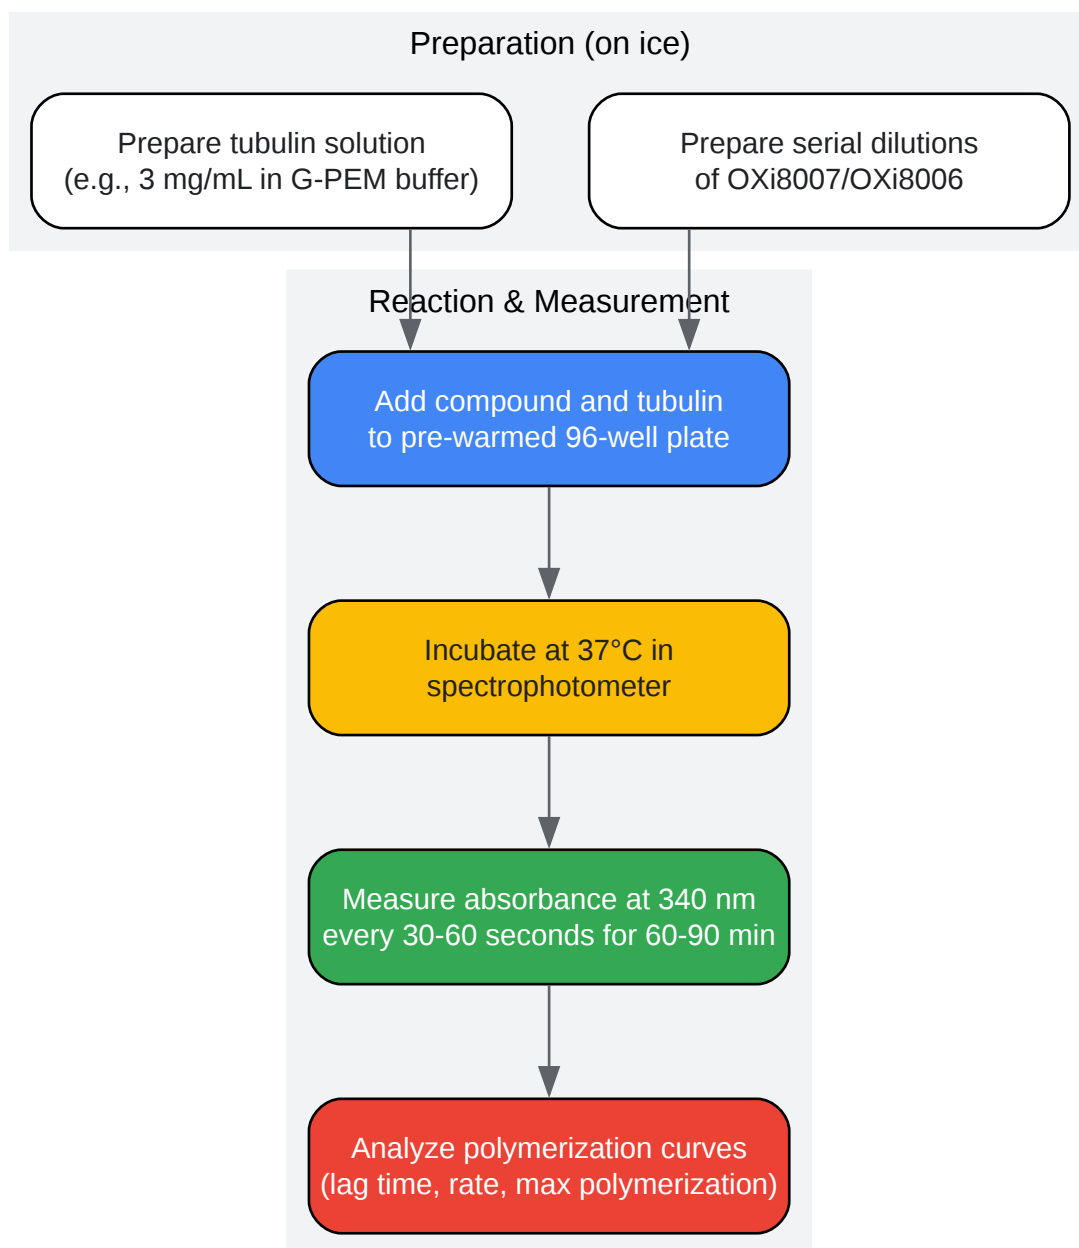 Preparation (on ice)
Prepare tubulin solution
(e.g., 3 mg/mL in G-PEM buffer)
Prepare serial dilutions
of OXi8007/OXi8006
Reaction & Measurement
Add compound and tubulin
to pre-warmed 96-well plate
Incubate at 37°C in
spectrophotometer
Measure absorbance at 340 nm
every 30-60 seconds for 60-90 min
Analyze polymerization curves
(lag time, rate, max polymerization)